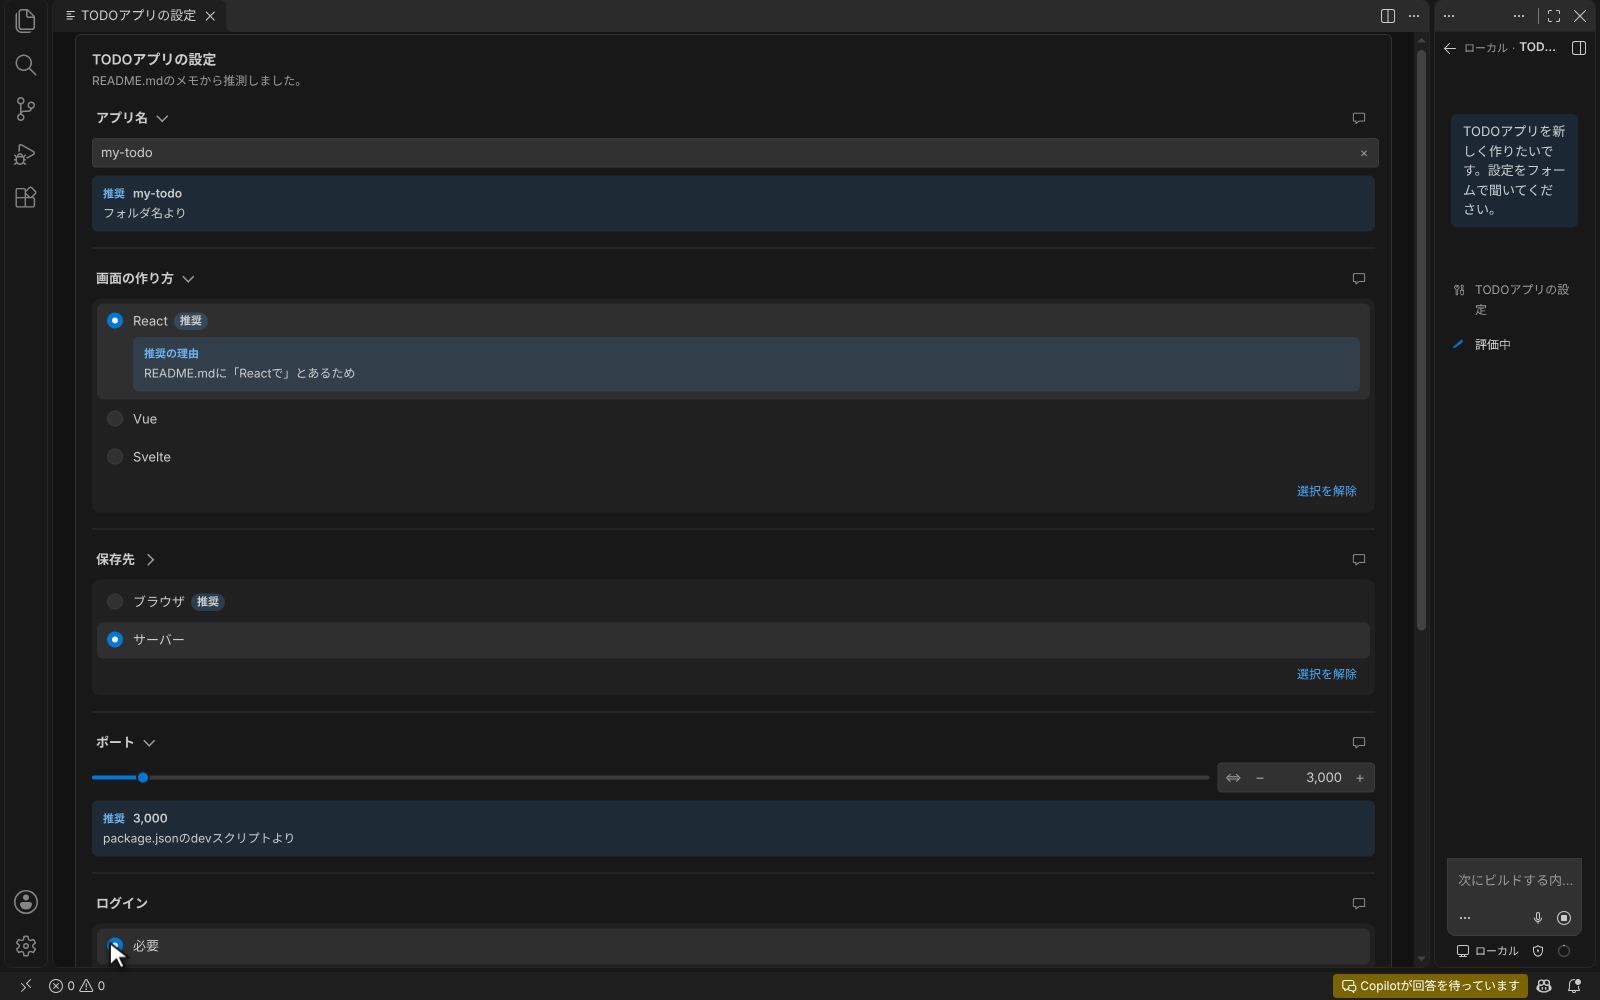 TODOアプリの設定
TODOアプリの設定
README.mdのメモから推測しました。
アプリ名
my-todo
推奨 my-todo
フォルダ名より
画面の作り方
React 推奨
推奨の理由
README.mdに「Reactで」とあるため
Vue
Svelte
選択を解除
保存先
ブラウザ 推奨
サーバー
選択を解除
ポート
3,000
推奨 3,000
package.jsonのdevスクリプトより
ログイン
必要
ローカル · TOD...
TODOアプリを新
しく作りたいで
す。設定をフォー
ムで聞いてくだ
さい。
TODOアプリの設
定
評価中
次にビルドする内...
ローカル
0 0
Copilotが回答を待っています